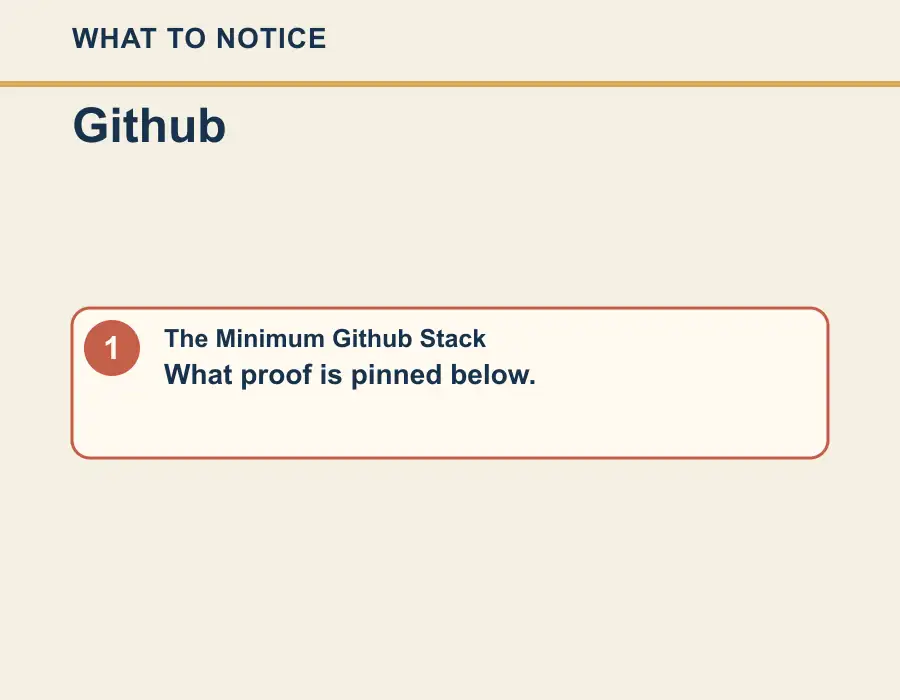 WHAT TO NOTICE
Github
1
The Minimum Github Stack
What proof is pinned below.